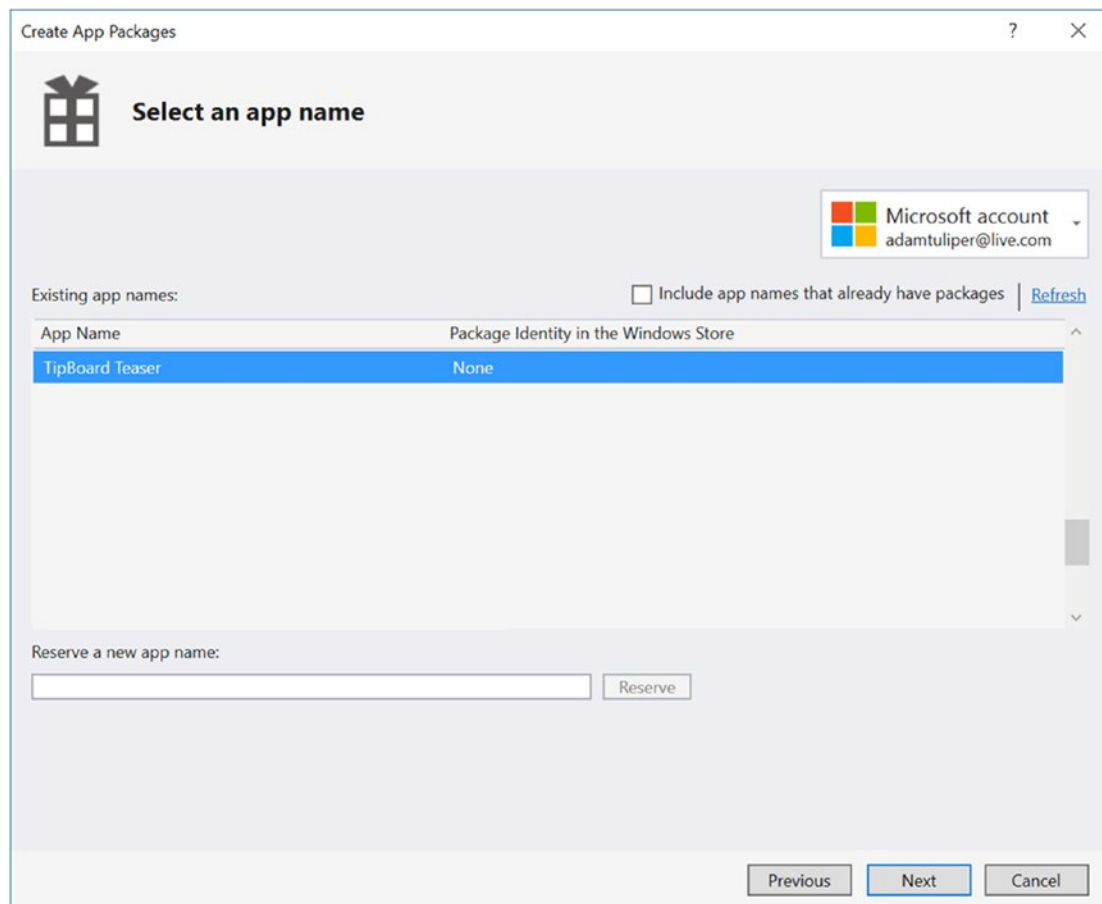 Create App Packages ?
Select an app name
Microsoft account
adamtuliper@live.com
Existing app names: Include app names that already have packages Refresh
App Name Package Identity in the Windows Store
TipBoard Teaser None
Reserve a new app name:
Reserve
Previous Next Cancel